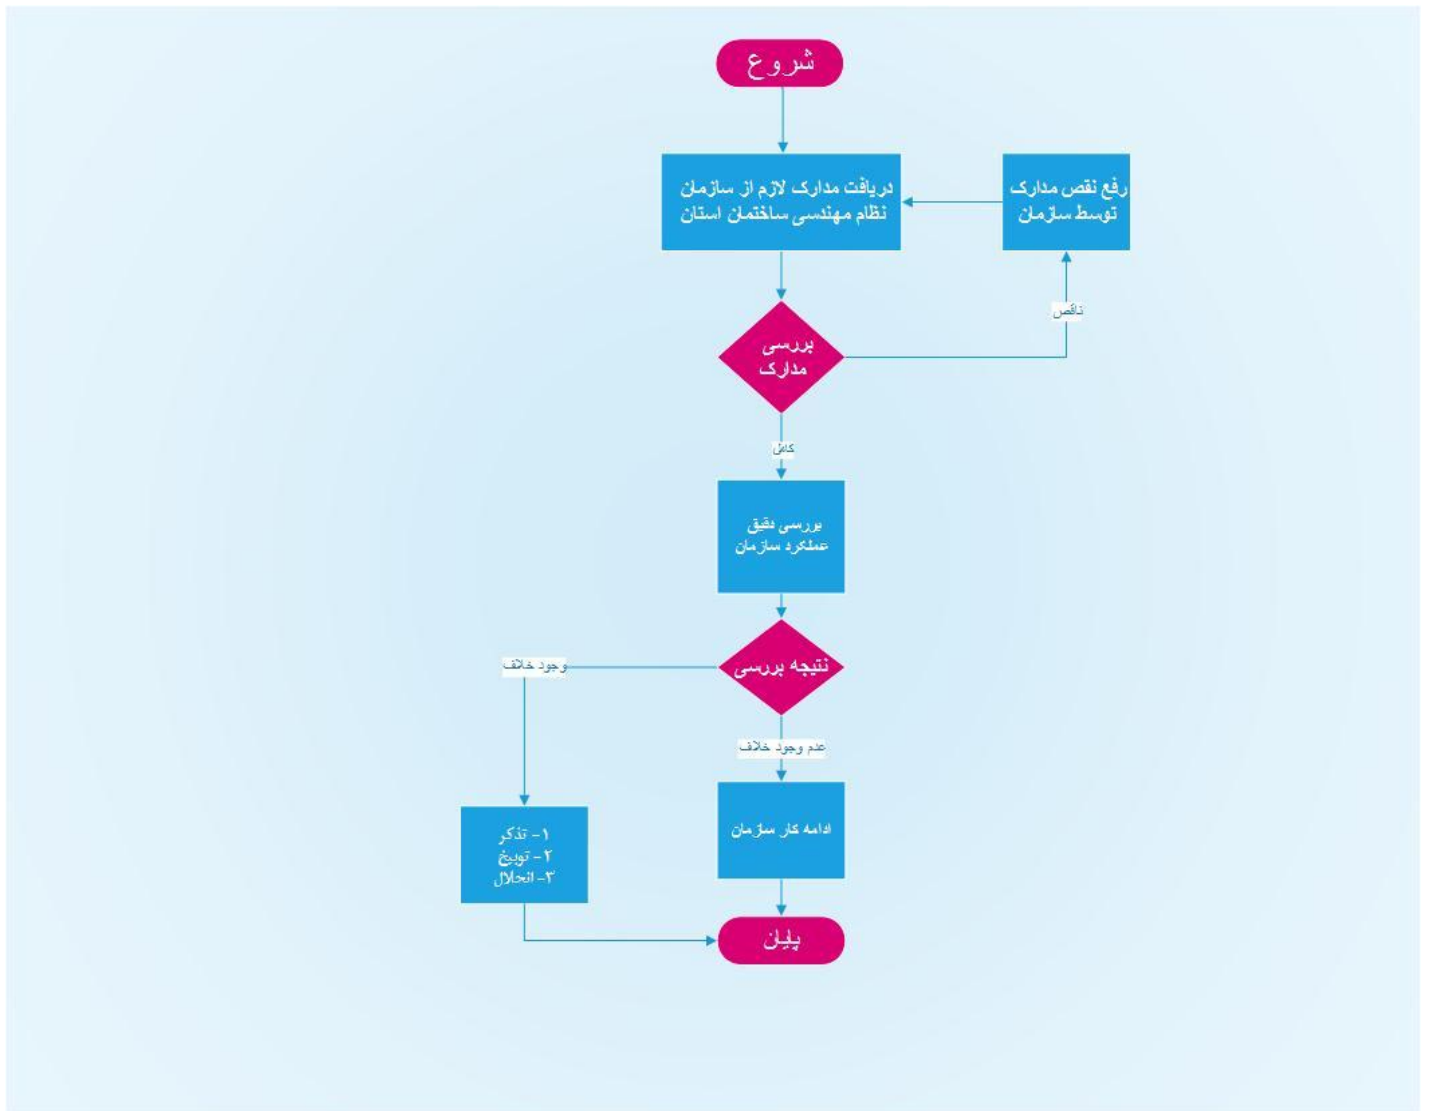 شروع
دریافت مدارک لازم از سازمان
نظام مهندسی ساختمان استان
رفع نقص مدارک
توسط سازمان
ناقص
بررسی
مدارک
کامل
بررسی دقیق
عملکرد سازمان
نتیجه بررسی
وجود خلاف
عدم وجود خلاف
۱- تذکر
۲- توبیخ
۳- انحلال
ادامه کار سازمان
پایان